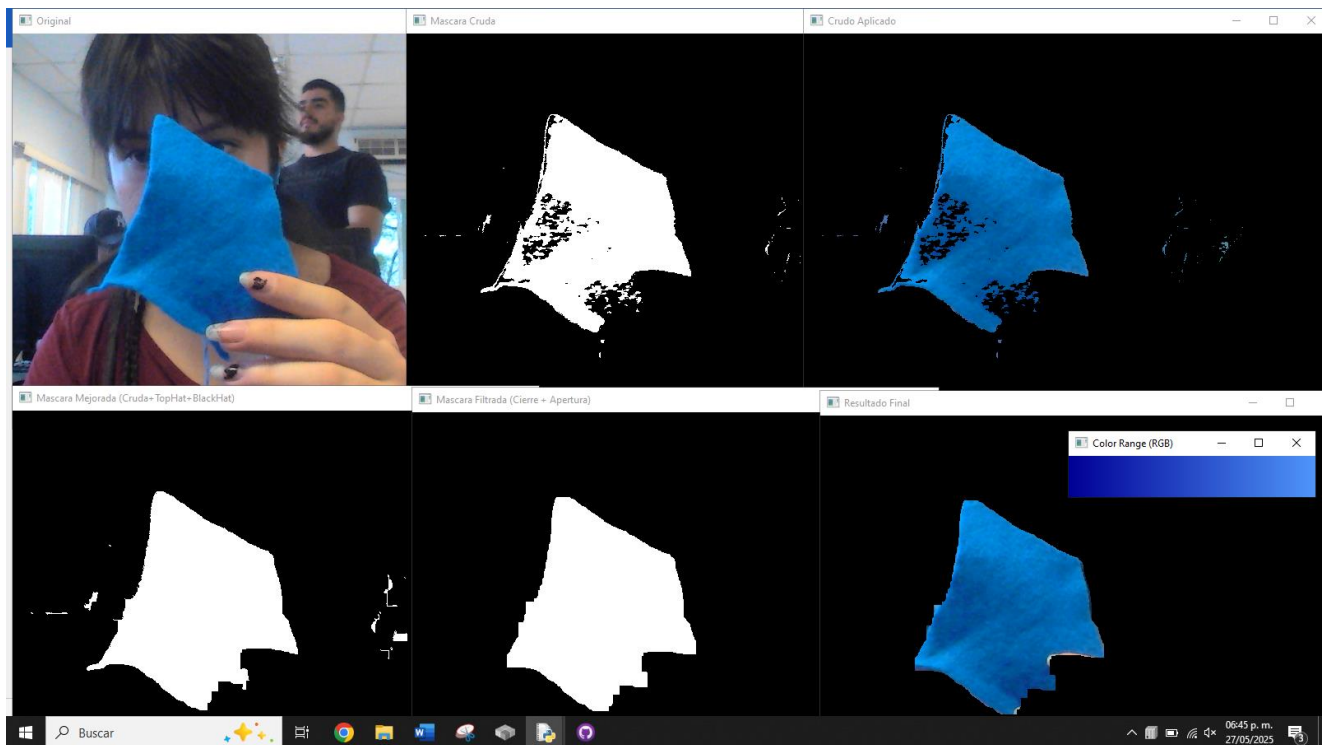 Original
Mascara Cruda
Crudo Aplicado
Mascara Mejorada (Cruda+TopHat+BlackHat)
Mascara Filtrada (Cierre + Apertura)
Resultado Final
Color Range (RGB)
Buscar
06:45 p. m.
27/05/2025
3